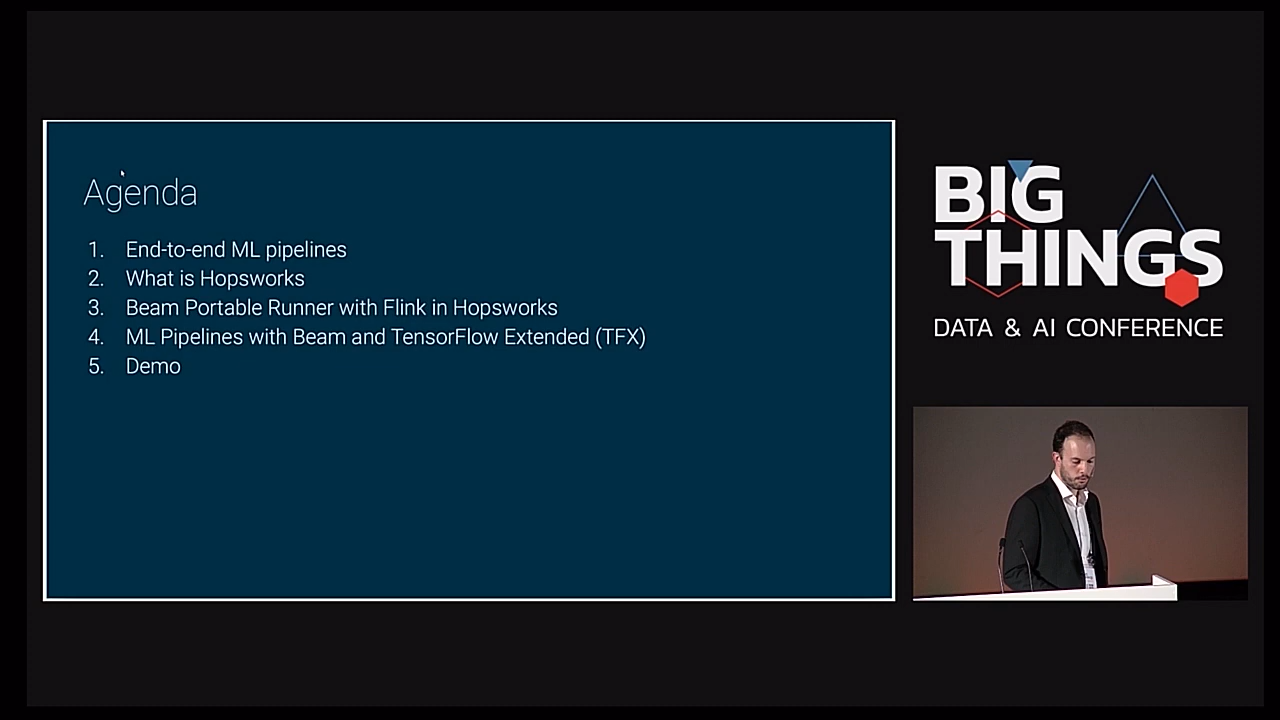 Agenda
1. End-to-end ML pipelines
2. What is Hopsworks
3. Beam Portable Runner with Flink in Hopsworks
4. ML Pipelines with Beam and TensorFlow Extended (TFX)
5. Demo
BIG
THINGS
DATA & AI CONFERENCE